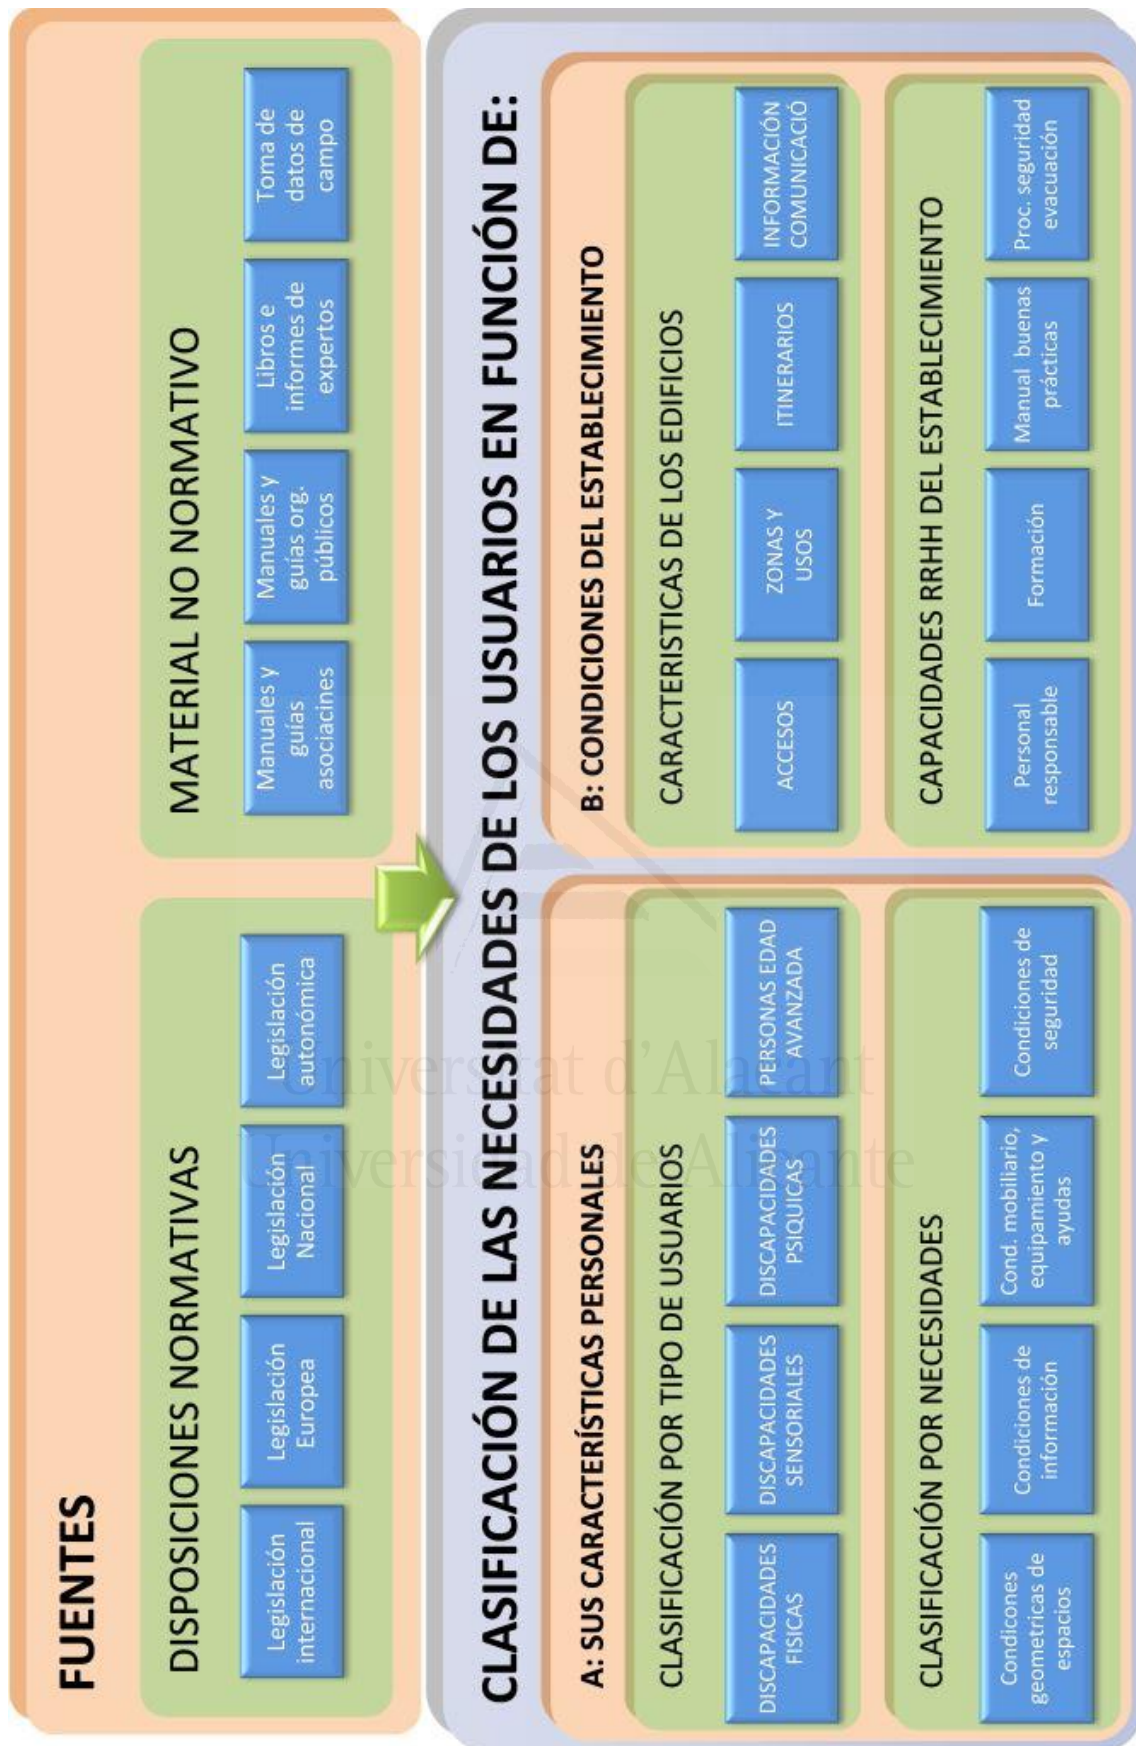 FUENTES
DISPOSICIONES NORMATIVAS
Legislación
internacional
Legislación
Europea
Legislación
Nacional
Legislación
autonómica
MATERIAL NO NORMATIVO
Manuales y
guías
asociacines
Manuales y
guías org.
públicos
Libros e
informes de
expertos
Toma de
datos de
campo
CLASIFICACIÓN DE LAS NECESIDADES DE LOS USUARIOS EN FUNCIÓN DE:
A: SUS CARACTERÍSTICAS PERSONALES
CLASIFICACIÓN POR TIPO DE USUARIOS
DISCAPACIDADES
FISICAS
DISCAPACIDADES
SENSORIALES
DISCAPACIDADES
PSIQUICAS
PERSONAS EDAD
AVANZADA
CLASIFICACIÓN POR NECESIDADES
Condicones
geometricas de
espacios
Condiciones de
información
Cond. mobiliario,
equipamiento y
ayudas
Condiciones de
seguridad
B: CONDICIONES DEL ESTABLECIMIENTO
CARACTERISTICAS DE LOS EDIFICIOS
ACCESOS
ZONAS Y
USOS
ITINERARIOS
INFORMACIÓN
COMUNICACIÓ
CAPACIDADES RRHH DEL ESTABLECIMIENTO
Personal
responsable
Formación
Manual buenas
prácticas
Proc. seguridad
evacuación
Universitat d'Alacant
Universidad de Alicante